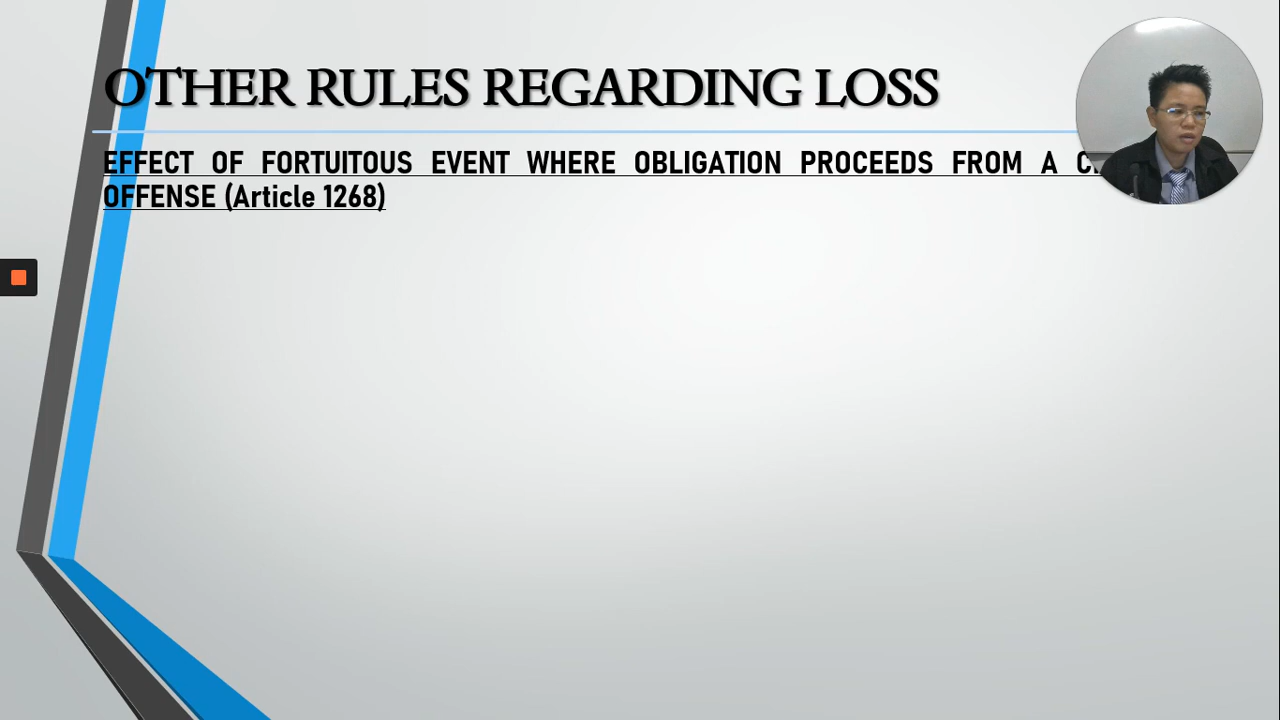 OTHER RULES REGARDING LOSS
EFFECT OF FORTUITOUS EVENT WHERE OBLIGATION PROCEEDS FROM A
OFFENSE (Article 1268)